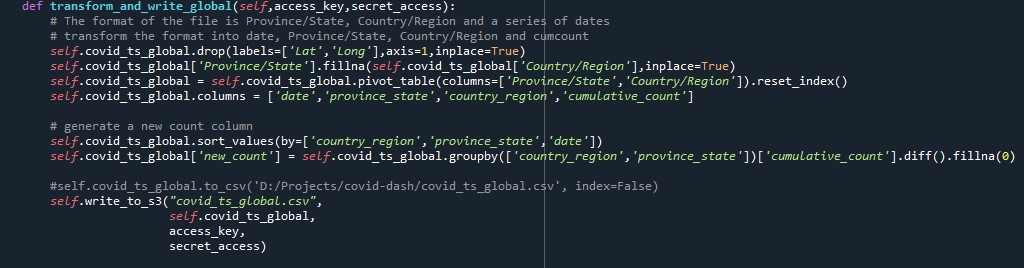 def transform_and_write_global(self,access_key,secret_access):
# The format of the file is Province/State, Country/Region and a series of dates
# transform the format into date, Province/State, Country/Region and cumcount
self.covid_ts_global.drop(labels=['Lat','Long'],axis=1,inplace=True)
self.covid_ts_global['Province/State'].fillna(self.covid_ts_global['Country/Region'],inplace=True)
self.covid_ts_global = self.covid_ts_global.pivot_table(columns=['Province/State','Country/Region']).reset_index()
self.covid_ts_global.columns = ['date','province_state','country_region','cumulative_count']
# generate a new count column
self.covid_ts_global.sort_values(by=['country_region','province_state','date'])
self.covid_ts_global['new_count'] = self.covid_ts_global.groupby(['country_region','province_state'])['cumulative_count'].diff().fillna(0)
#self.covid_ts_global.to_csv('D:/Projects/covid-dash/covid_ts_global.csv', index=False)
self.write_to_s3("covid_ts_global.csv",
self.covid_ts_global,
access_key,
secret_access)